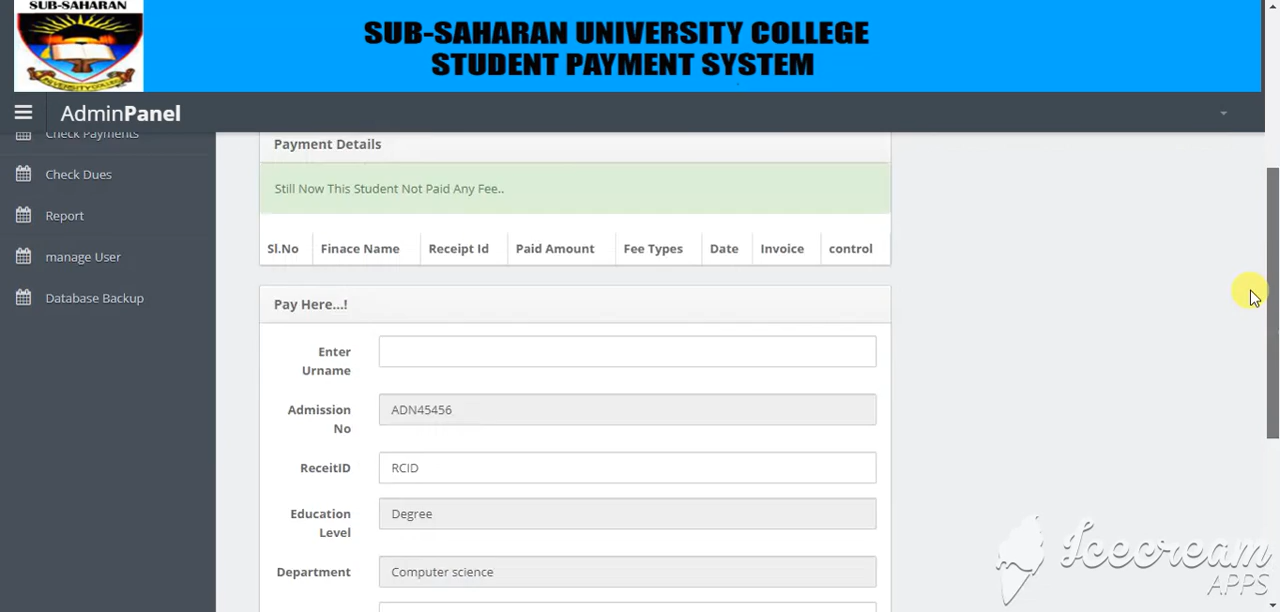 SUB-SAHARAN
UNIVERSITY COLLEGE
SUB-SAHARAN UNIVERSITY COLLEGE
STUDENT PAYMENT SYSTEM
AdminPanel
Check Payments
Check Dues
Report
manage User
Database Backup
Payment Details
Still Now This Student Not Paid Any Fee..
Sl.No Finace Name Receipt Id Paid Amount Fee Types Date Invoice control
Pay Here...!
Enter
Urname
Admission
No
ADN45456
ReceitID
RCID
Education
Level
Degree
Department
Computer science
Icecream
APPS